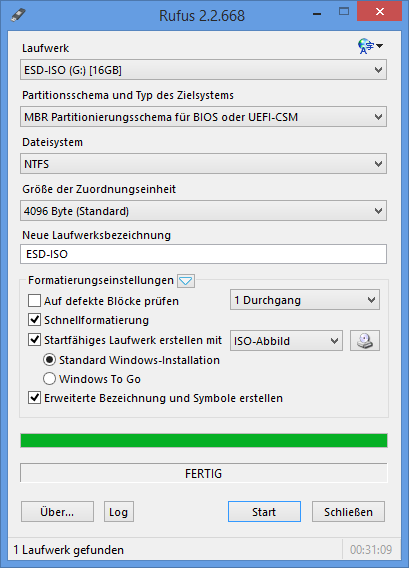 Rufus 2.2.668
Laufwerk
ESD-ISO (G:) [16GB]
Partitionsschema und Typ des Zielsystems
MBR Partitionierungsschema für BIOS oder UEFI-CSM
Dateisystem
NTFS
Größe der Zuordnungseinheit
4096 Byte (Standard)
Neue Laufwerksbezeichnung
ESD-ISO
Formatierungseinstellungen
Auf defekte Blöcke prüfen 1 Durchgang
Schnellformatierung
Startfähiges Laufwerk erstellen mit ISO-Abbild
Standard Windows-Installation
Windows To Go
Erweiterte Bezeichnung und Symbole erstellen
FERTIG
Über... Log Start Schließen
1 Laufwerk gefunden 00:31:09